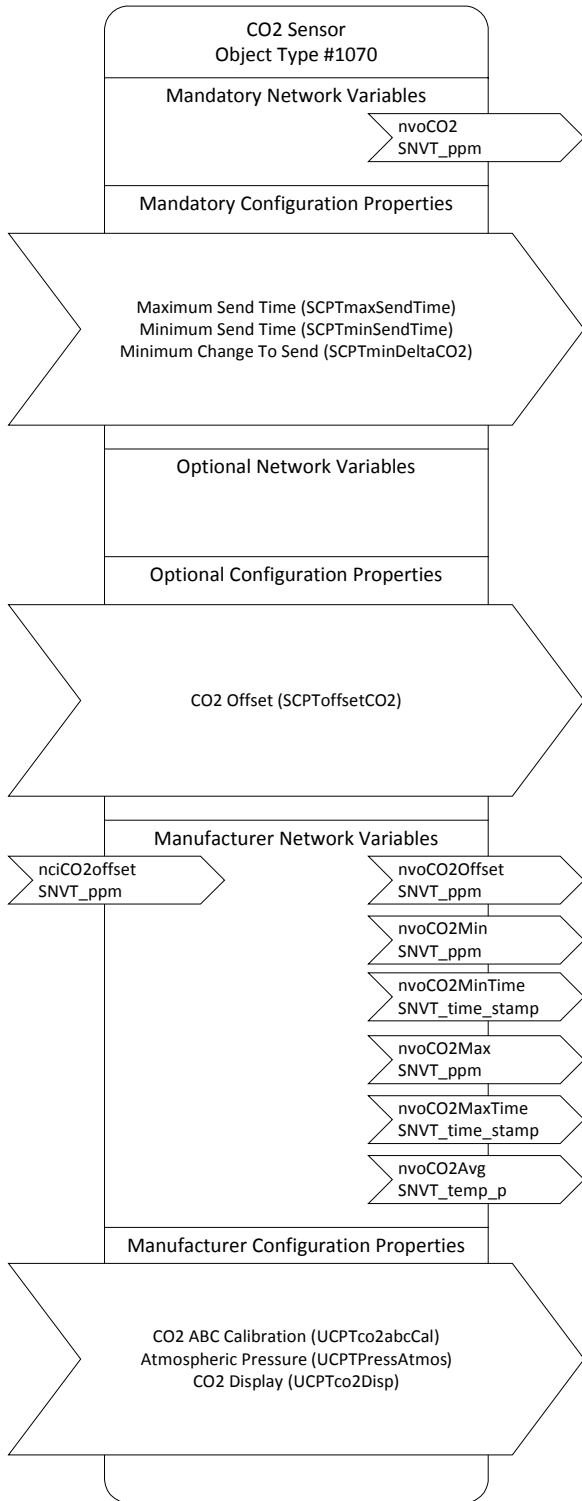 CO2 Sensor
Object Type #1070
Mandatory Network Variables
nvoCO2
SNVT_ppm
Mandatory Configuration Properties
Maximum Send Time (SCPTmaxSendTime)
Minimum Send Time (SCPTminSendTime)
Minimum Change To Send (SCPTminDeltaCO2)
Optional Network Variables
Optional Configuration Properties
CO2 Offset (SCPToffsetCO2)
Manufacturer Network Variables
nciCO2offset
SNVT_ppm
nvoCO2Offset
SNVT_ppm
nvoCO2Min
SNVT_ppm
nvoCO2MinTime
SNVT_time_stamp
nvoCO2Max
SNVT_ppm
nvoCO2MaxTime
SNVT_time_stamp
nvoCO2Avg
SNVT_temp_p
Manufacturer Configuration Properties
CO2 ABC Calibration (UCPTco2abcCal)
Atmospheric Pressure (UCPTPressAtmos)
CO2 Display (UCPTco2Disp)